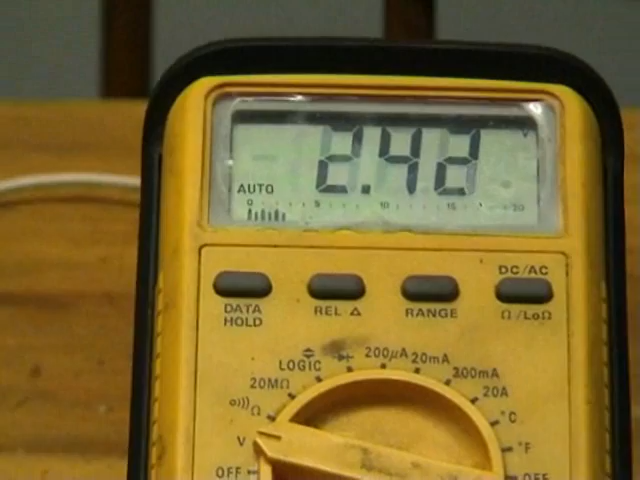 2.42
V
AUTO
0 5 10 15 20
DC/AC
DATA HOLD
REL △
RANGE
Ω/LoΩ
LOGIC
200µA
20mA
300mA
20A
°C
°F
OFF
20MΩ
o)))Ω
V
OFF